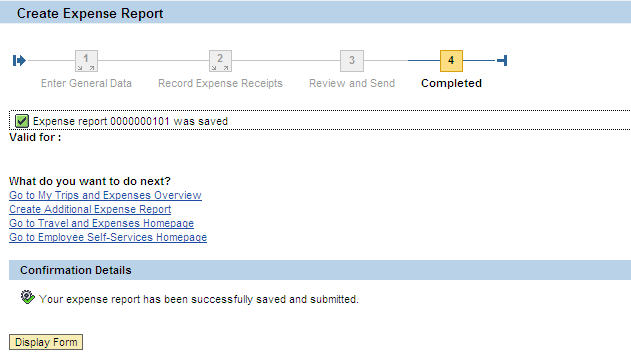 Create Expense Report
1 2 3 4
Enter General Data Record Expense Receipts Review and Send Completed
Expense report 0000000101 was saved
Valid for :
What do you want to do next?
Go to My Trips and Expenses Overview
Create Additional Expense Report
Go to Travel and Expenses Homepage
Go to Employee Self-Services Homepage
Confirmation Details
Your expense report has been successfully saved and submitted.
Display Form